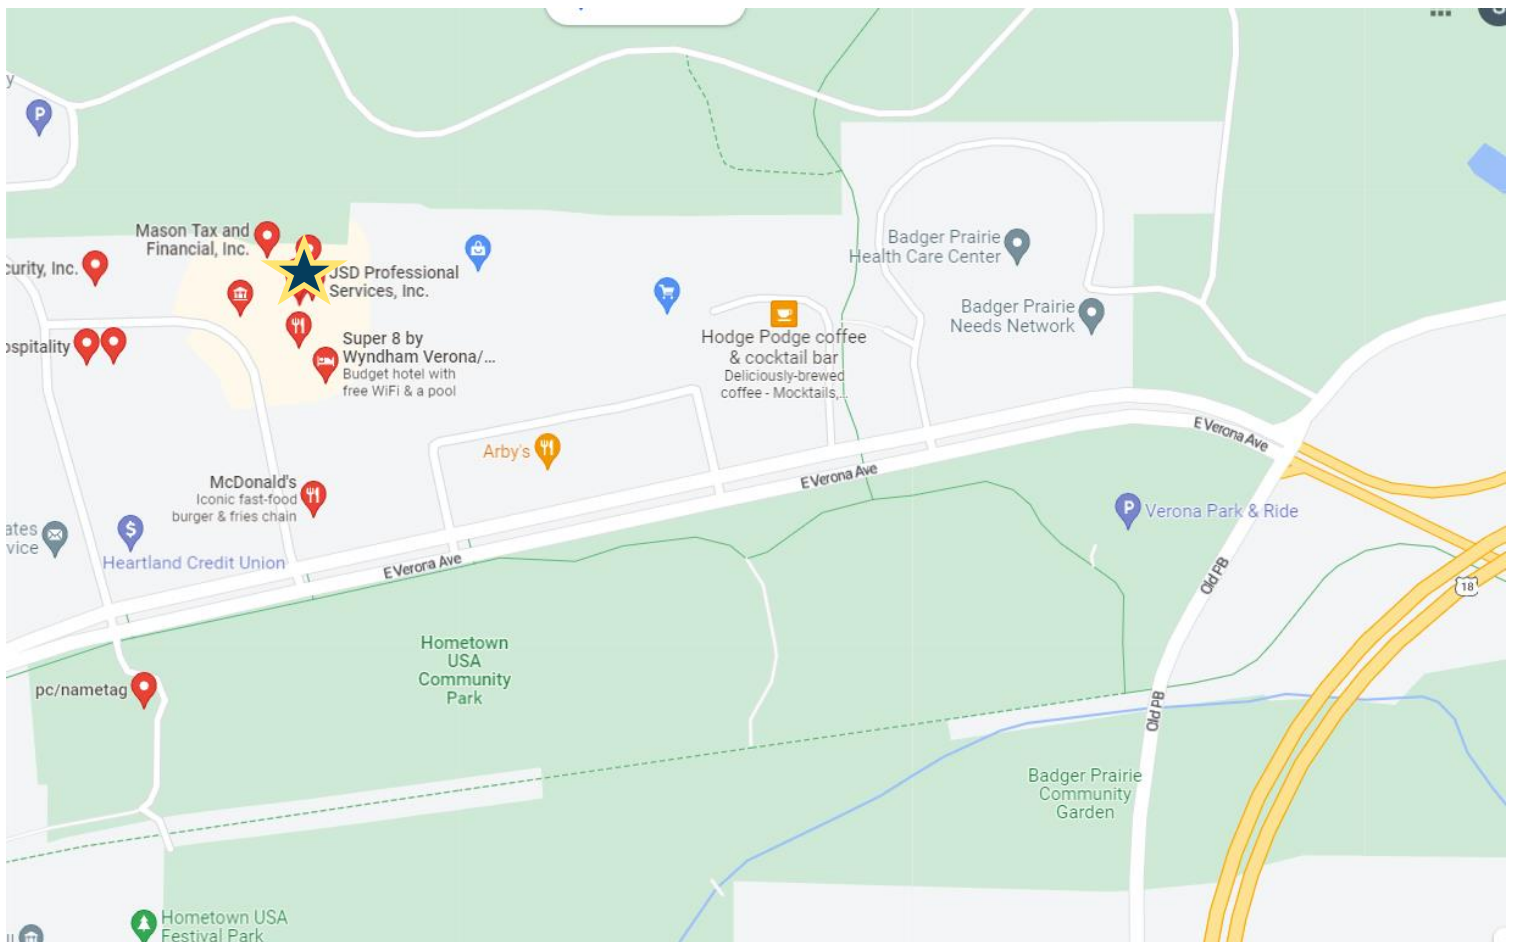 y
P
Mason Tax and
Financial, Inc.
curity, Inc.
JSD Professional
Services, Inc.
ospitality
Super 8 by
Wyndham Verona/...
Budget hotel with
free WiFi & a pool
Hodge Podge coffee
& cocktail bar
Deliciously-brewed
coffee - Mocktails,...
Badger Prairie
Health Care Center
Badger Prairie
Needs Network
Arby's
McDonald's
Iconic fast-food
burger & fries chain
ates
vice
$
Heartland Credit Union
E Verona Ave
E Verona Ave
E Verona Ave
P
Verona Park & Ride
Old PB
18
Hometown
USA
Community
Park
pc/nametag
Old PB
Badger Prairie
Community
Garden
Hometown USA
Festival Park